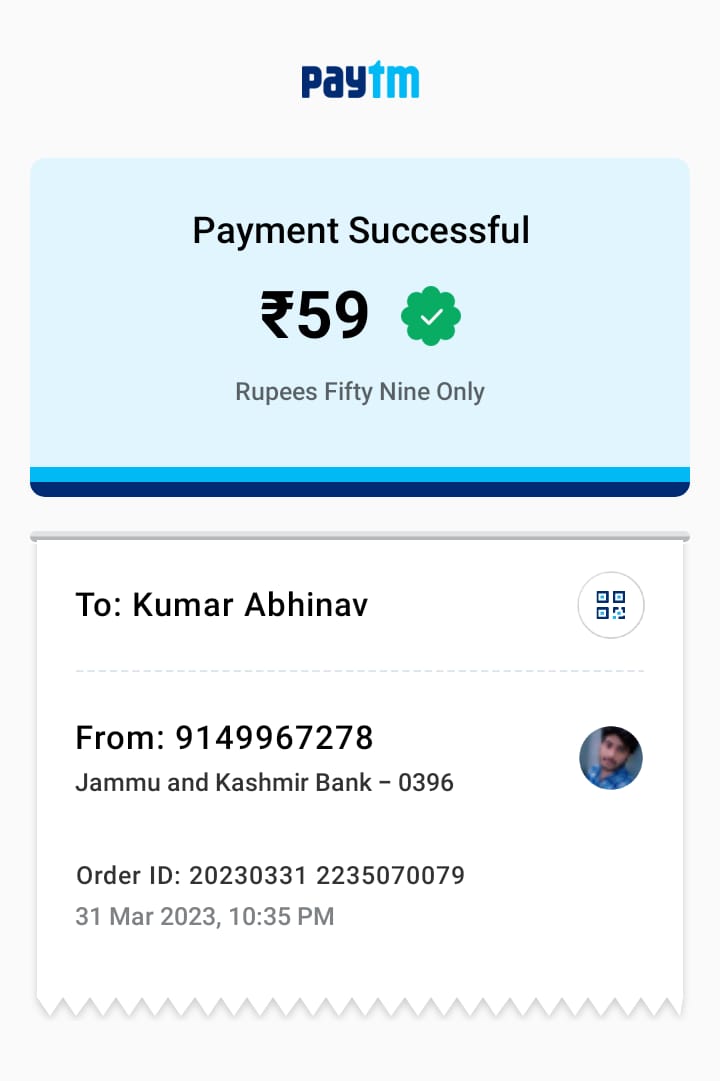 paytm
Payment Successful
₹59
Rupees Fifty Nine Only
To: Kumar Abhinav
From: 9149967278
Jammu and Kashmir Bank – 0396
Order ID: 20230331 2235070079
31 Mar 2023, 10:35 PM